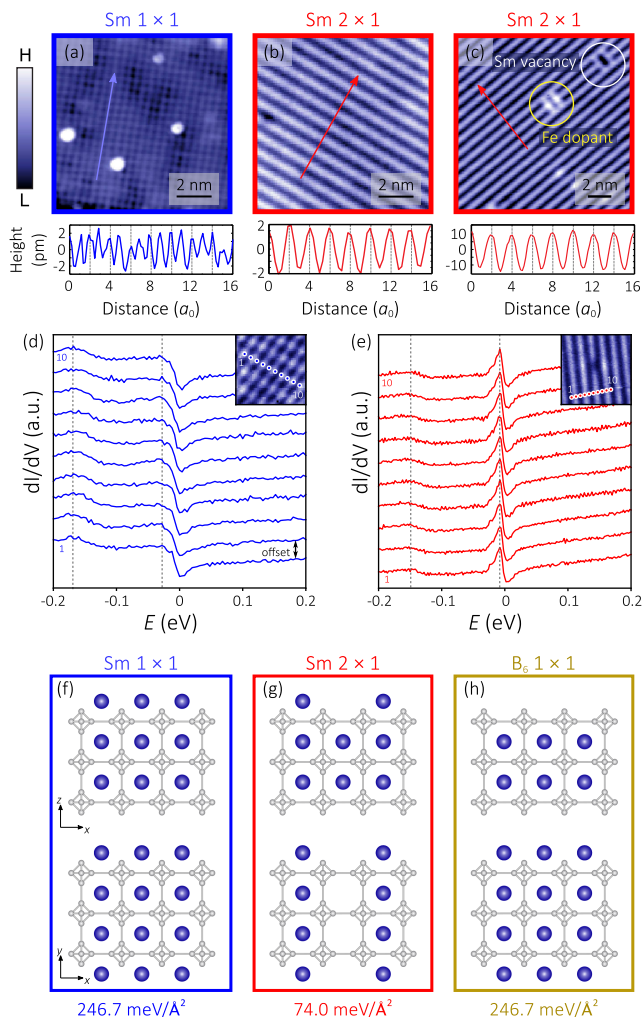 Sm 1 × 1
Sm 2 × 1
Sm 2 × 1
H
L
(a)
2 nm
(b)
2 nm
(c)
Sm vacancy
Fe dopant
2 nm
Height
(pm)
2
0
-2
0 4 8 12 16
Distance (a0)
2
0
-2
0 4 8 12 16
Distance (a0)
10
0
-10
0 4 8 12 16
Distance (a0)
(d)
dI/dV (a.u.)
10
1
1
10
offset
-0.2 -0.1 0 0.1 0.2
E (eV)
(e)
dI/dV (a.u.)
10
1
1
10
-0.2 -0.1 0 0.1 0.2
E (eV)
Sm 1 × 1
Sm 2 × 1
B6 1 × 1
(f)
z
x
y
x
(g)
(h)
246.7 meV/Å²
74.0 meV/Å²
246.7 meV/Å²